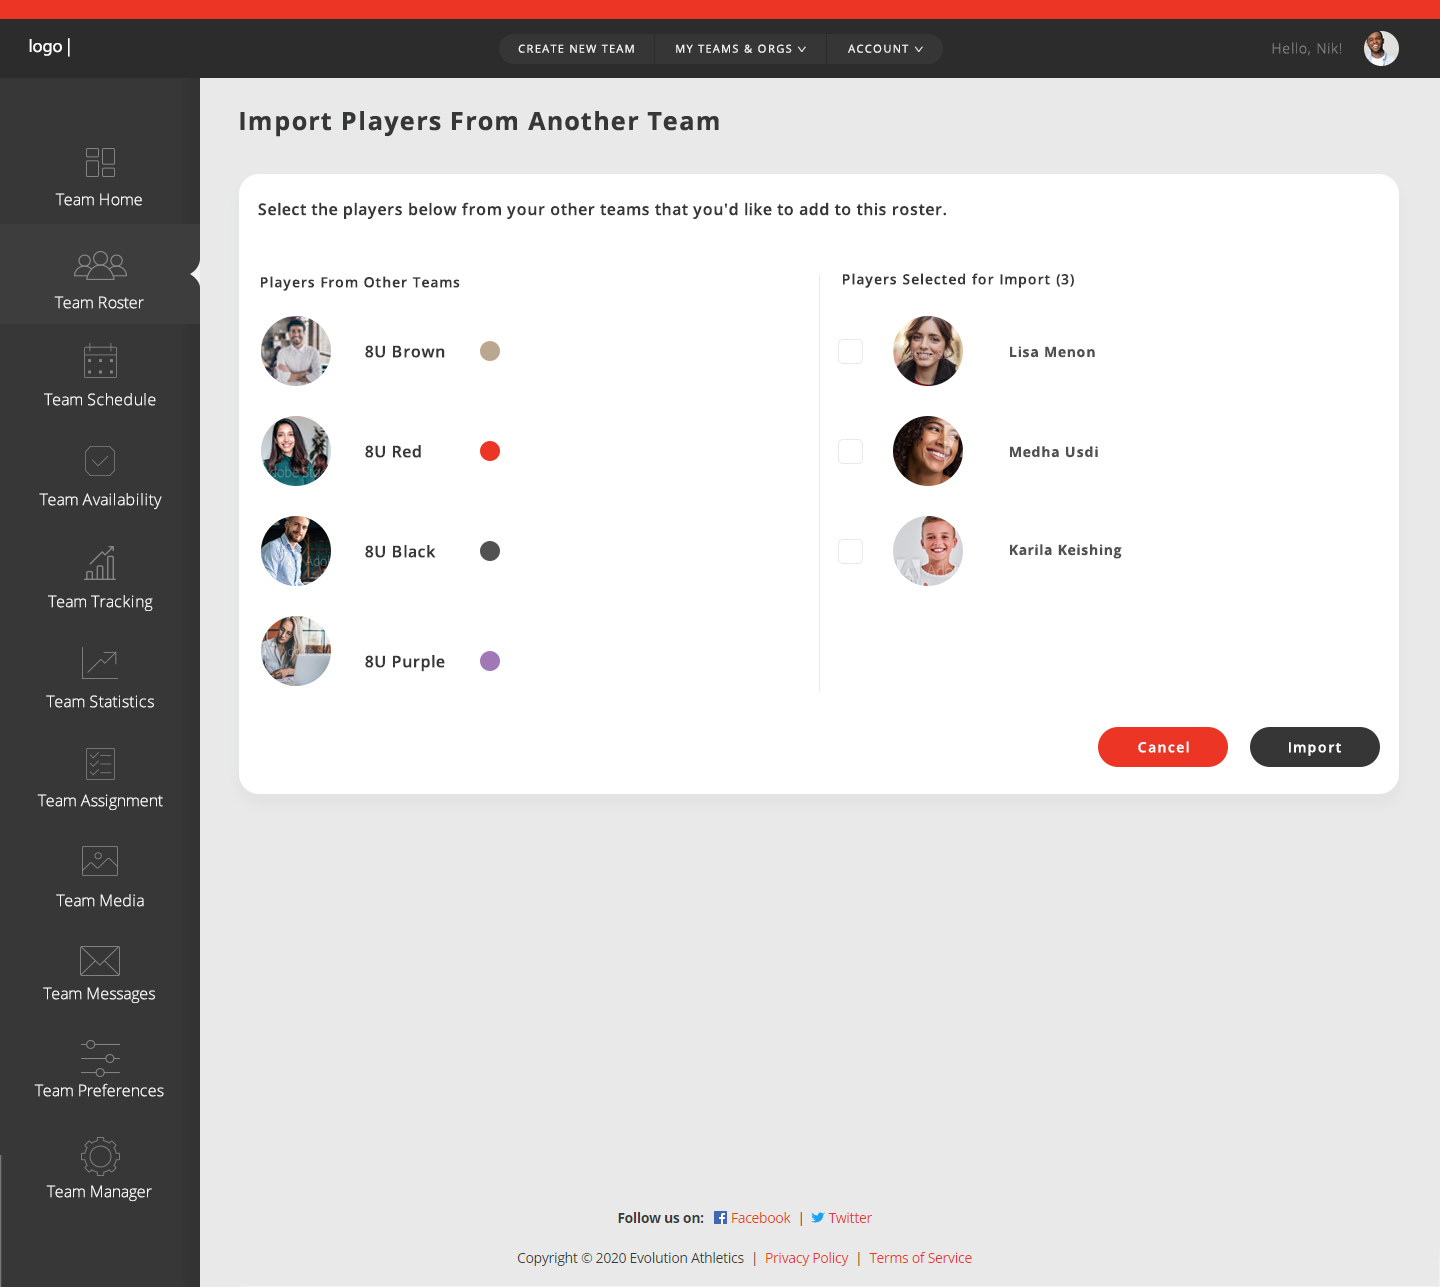 logo |
CREATE NEW TEAM
MY TEAMS & ORGS
ACCOUNT
Hello, Nik!
Team Home
Team Roster
Team Schedule
Team Availability
Team Tracking
Team Statistics
Team Assignment
Team Media
Team Messages
Team Preferences
Team Manager
Import Players From Another Team
Select the players below from your other teams that you'd like to add to this roster.
Players From Other Teams
8U Brown
8U Red
8U Black
8U Purple
Players Selected for Import (3)
Lisa Menon
Medha Usdi
Karila Keishing
Cancel
Import
Follow us on: Facebook | Twitter
Copyright © 2020 Evolution Athletics | Privacy Policy | Terms of Service